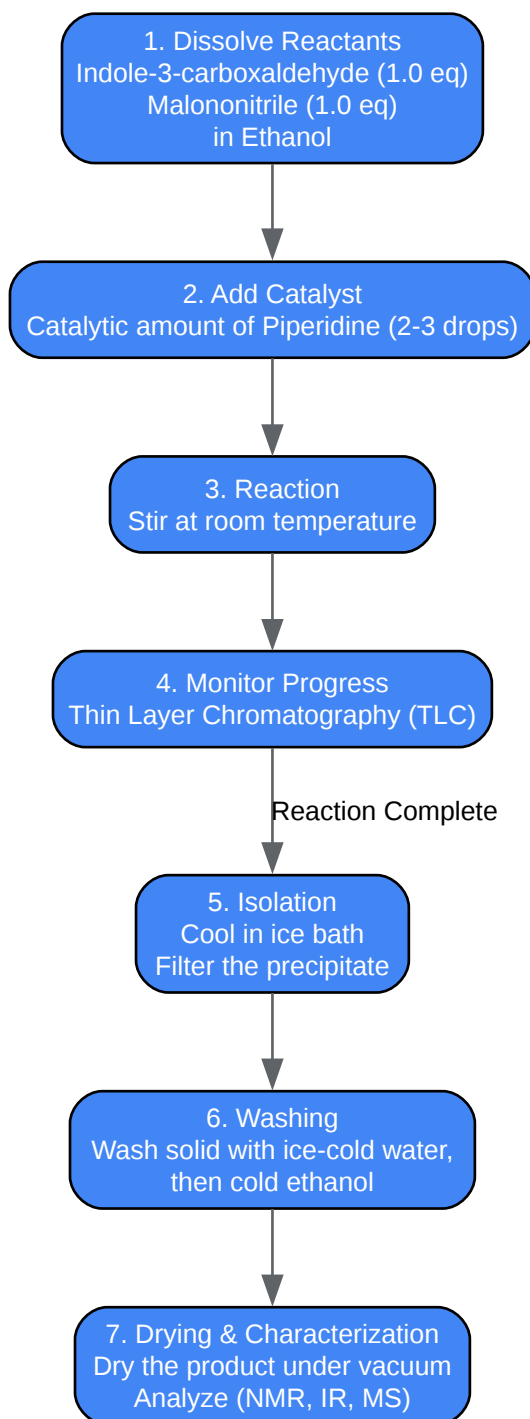 1. Dissolve Reactants
Indole-3-carboxaldehyde (1.0 eq)
Malononitrile (1.0 eq)
in Ethanol
2. Add Catalyst
Catalytic amount of Piperidine (2-3 drops)
3. Reaction
Stir at room temperature
4. Monitor Progress
Thin Layer Chromatography (TLC)
Reaction Complete
5. Isolation
Cool in ice bath
Filter the precipitate
6. Washing
Wash solid with ice-cold water,
then cold ethanol
7. Drying & Characterization
Dry the product under vacuum
Analyze (NMR, IR, MS)